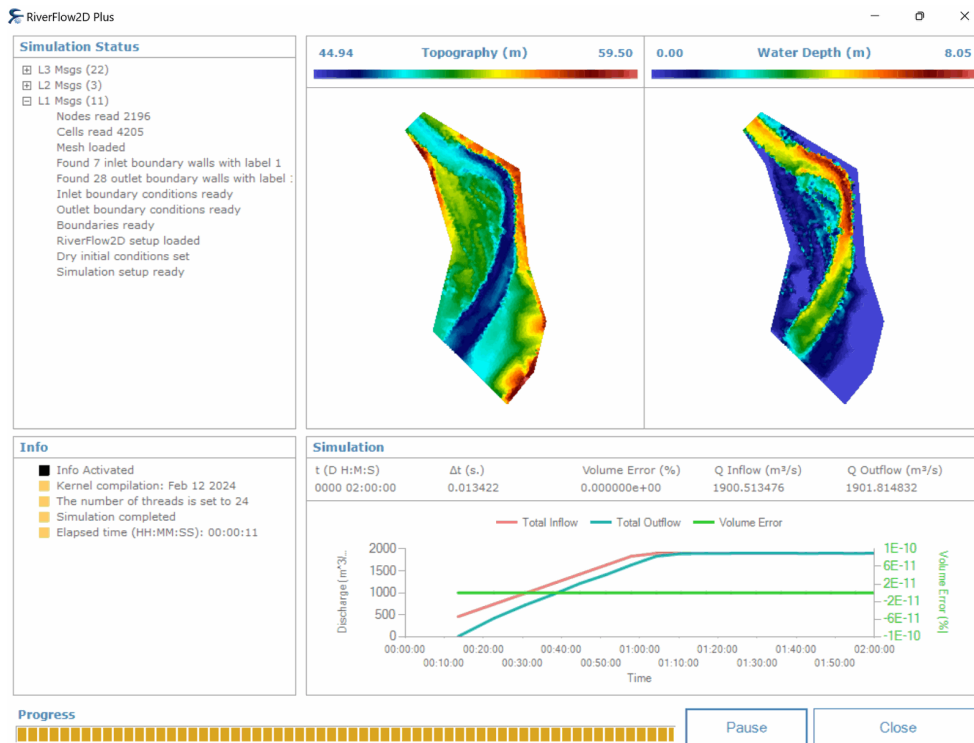 RiverFlow2D Plus
Simulation Status
L3 Msgs (22)
L2 Msgs (3)
L1 Msgs (11)
Nodes read 2196
Cells read 4205
Mesh loaded
Found 7 inlet boundary walls with label 1
Found 28 outlet boundary walls with label :
Inlet boundary conditions ready
Outlet boundary conditions ready
Boundaries ready
RiverFlow2D setup loaded
Dry initial conditions set
Simulation setup ready
44.94 Topography (m) 59.50
0.00 Water Depth (m) 8.05
Info
Info Activated
Kernel compilation: Feb 12 2024
The number of threads is set to 24
Simulation completed
Elapsed time (HH:MM:SS): 00:00:11
Simulation
t (D H:M:S) Δt (s.) Volume Error (%) Q Inflow (m³/s) Q Outflow (m³/s)
0000 02:00:00 0.013422 0.000000e+00 1900.513476 1901.814832
Total Inflow Total Outflow Volume Error
Discharge (m^3/...
2000
1500
1000
500
0
1E-10
6E-11
2E-11
-2E-11
-6E-11
-1E-10
Volume Error (%)
00:00:00 00:20:00 00:40:00 01:00:00 01:20:00 01:40:00 02:00:00
00:10:00 00:30:00 00:50:00 01:10:00 01:30:00 01:50:00
Time
Progress
Pause
Close